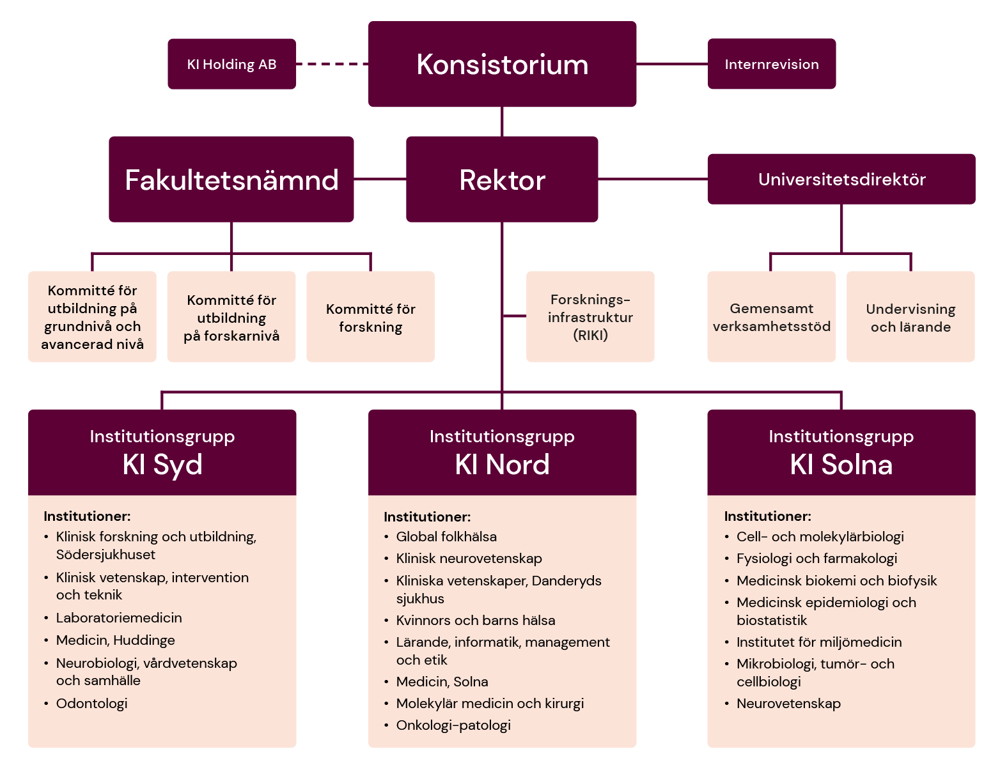 KI Holding AB
Konsistorium
Internrevision
Fakultetsnämnd
Rektor
Universitetsdirektör
Kommitté för
utbildning på
grundnivå och
avancerad nivå
Kommitté för
utbildning
på forskarnivå
Kommitté för
forskning
Forsknings-
infrastruktur
(RIKI)
Gemensamt
verksamhetsstöd
Undervisning
och lärande
Institutionsgrupp
KI Syd
Institutioner:
• Klinisk forskning och utbildning,
Södersjukhuset
• Klinisk vetenskap, intervention
och teknik
• Laboratoriemedicin
• Medicin, Huddinge
• Neurobiologi, vårdvetenskap
och samhälle
• Odontologi
Institutionsgrupp
KI Nord
Institutioner:
• Global folkhälsa
• Klinisk neurovetenskap
• Kliniska vetenskaper, Danderyds
sjukhus
• Kvinnors och barns hälsa
• Lärande, informatik, management
och etik
• Medicin, Solna
• Molekylär medicin och kirurgi
• Onkologi-patologi
Institutionsgrupp
KI Solna
Institutioner:
• Cell- och molekylärbiologi
• Fysiologi och farmakologi
• Medicinsk biokemi och biofysik
• Medicinsk epidemiologi och
biostatistik
• Institutet för miljömedicin
• Mikrobiologi, tumör- och
cellbiologi
• Neurovetenskap